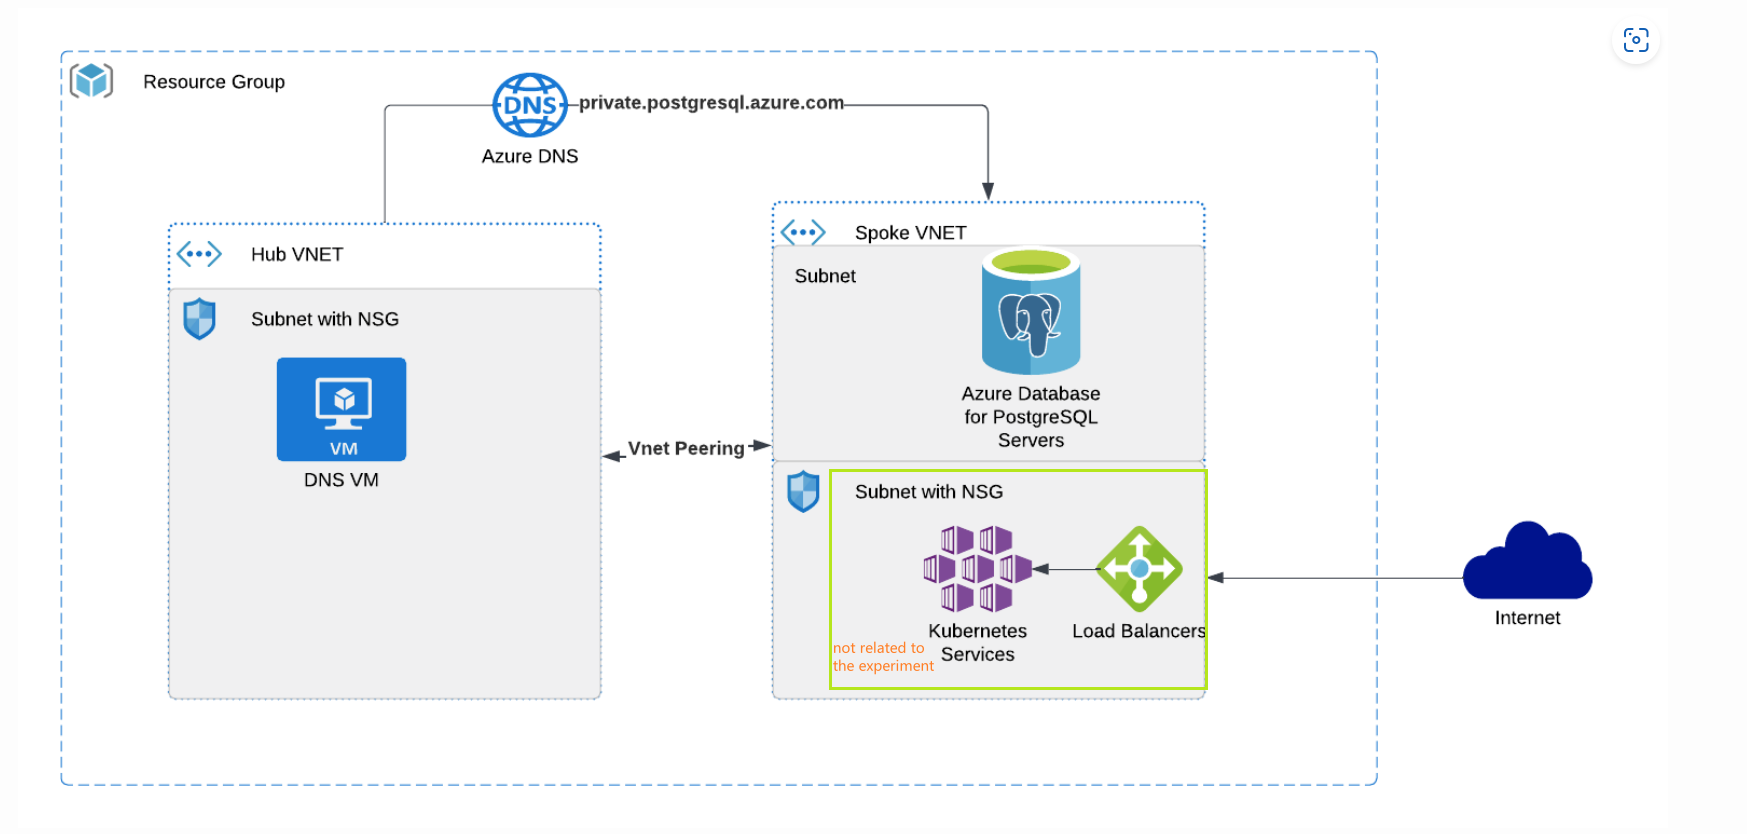 Resource Group
DNS
private.postgresql.azure.com
Azure DNS
Hub VNET
Spoke VNET
Subnet with NSG
Subnet
VM
DNS VM
Azure Database
for PostgreSQL
Servers
Vnet Peering
Subnet with NSG
Kubernetes
Services
Load Balancers
not related to
the experiment
Internet